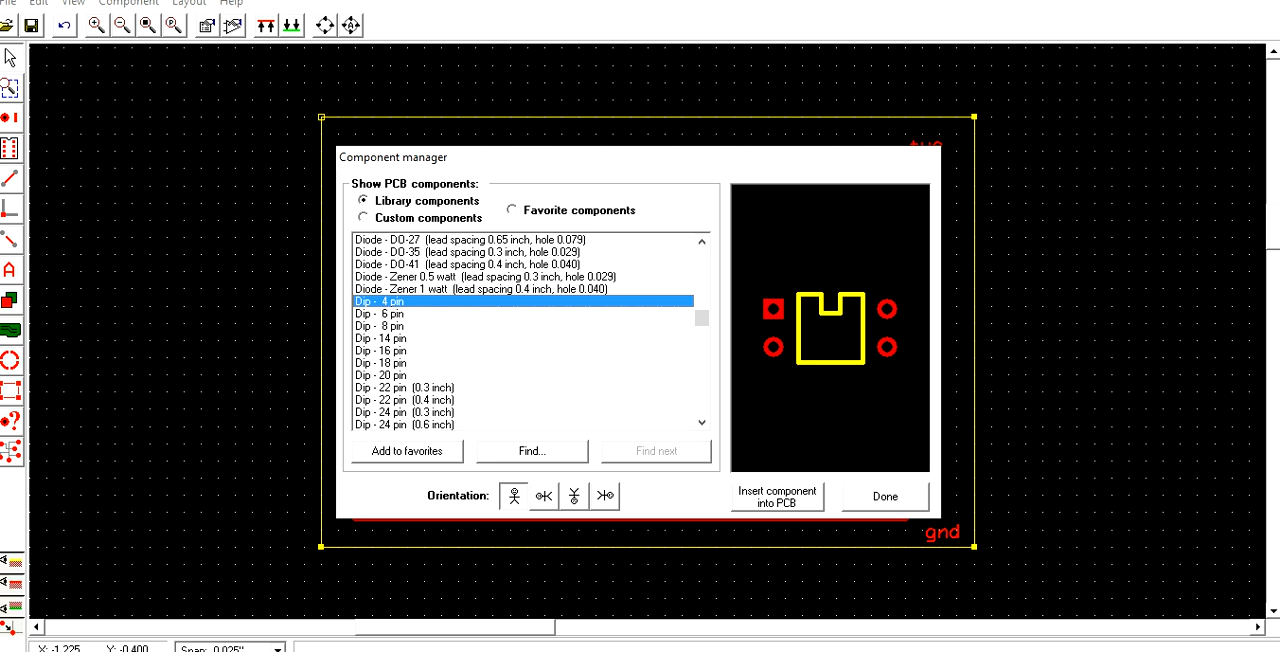 File Edit View Component Layout Help
Component manager
Show PCB components:
Library components
Custom components
Favorite components
Diode - DO-27 (lead spacing 0.65 inch, hole 0.079)
Diode - DO-35 (lead spacing 0.3 inch, hole 0.029)
Diode - DO-41 (lead spacing 0.4 inch, hole 0.040)
Diode - Zener 0.5 watt (lead spacing 0.3 inch, hole 0.029)
Diode - Zener 1 watt (lead spacing 0.4 inch, hole 0.040)
Dip - 4 pin
Dip - 6 pin
Dip - 8 pin
Dip - 14 pin
Dip - 16 pin
Dip - 18 pin
Dip - 20 pin
Dip - 22 pin (0.3 inch)
Dip - 22 pin (0.4 inch)
Dip - 24 pin (0.3 inch)
Dip - 24 pin (0.6 inch)
Add to favorites
Find...
Find next
Orientation:
Insert component
into PCB
Done
gnd
A
?
X: -1.225 Y: -0.400 Snap: 0.025"